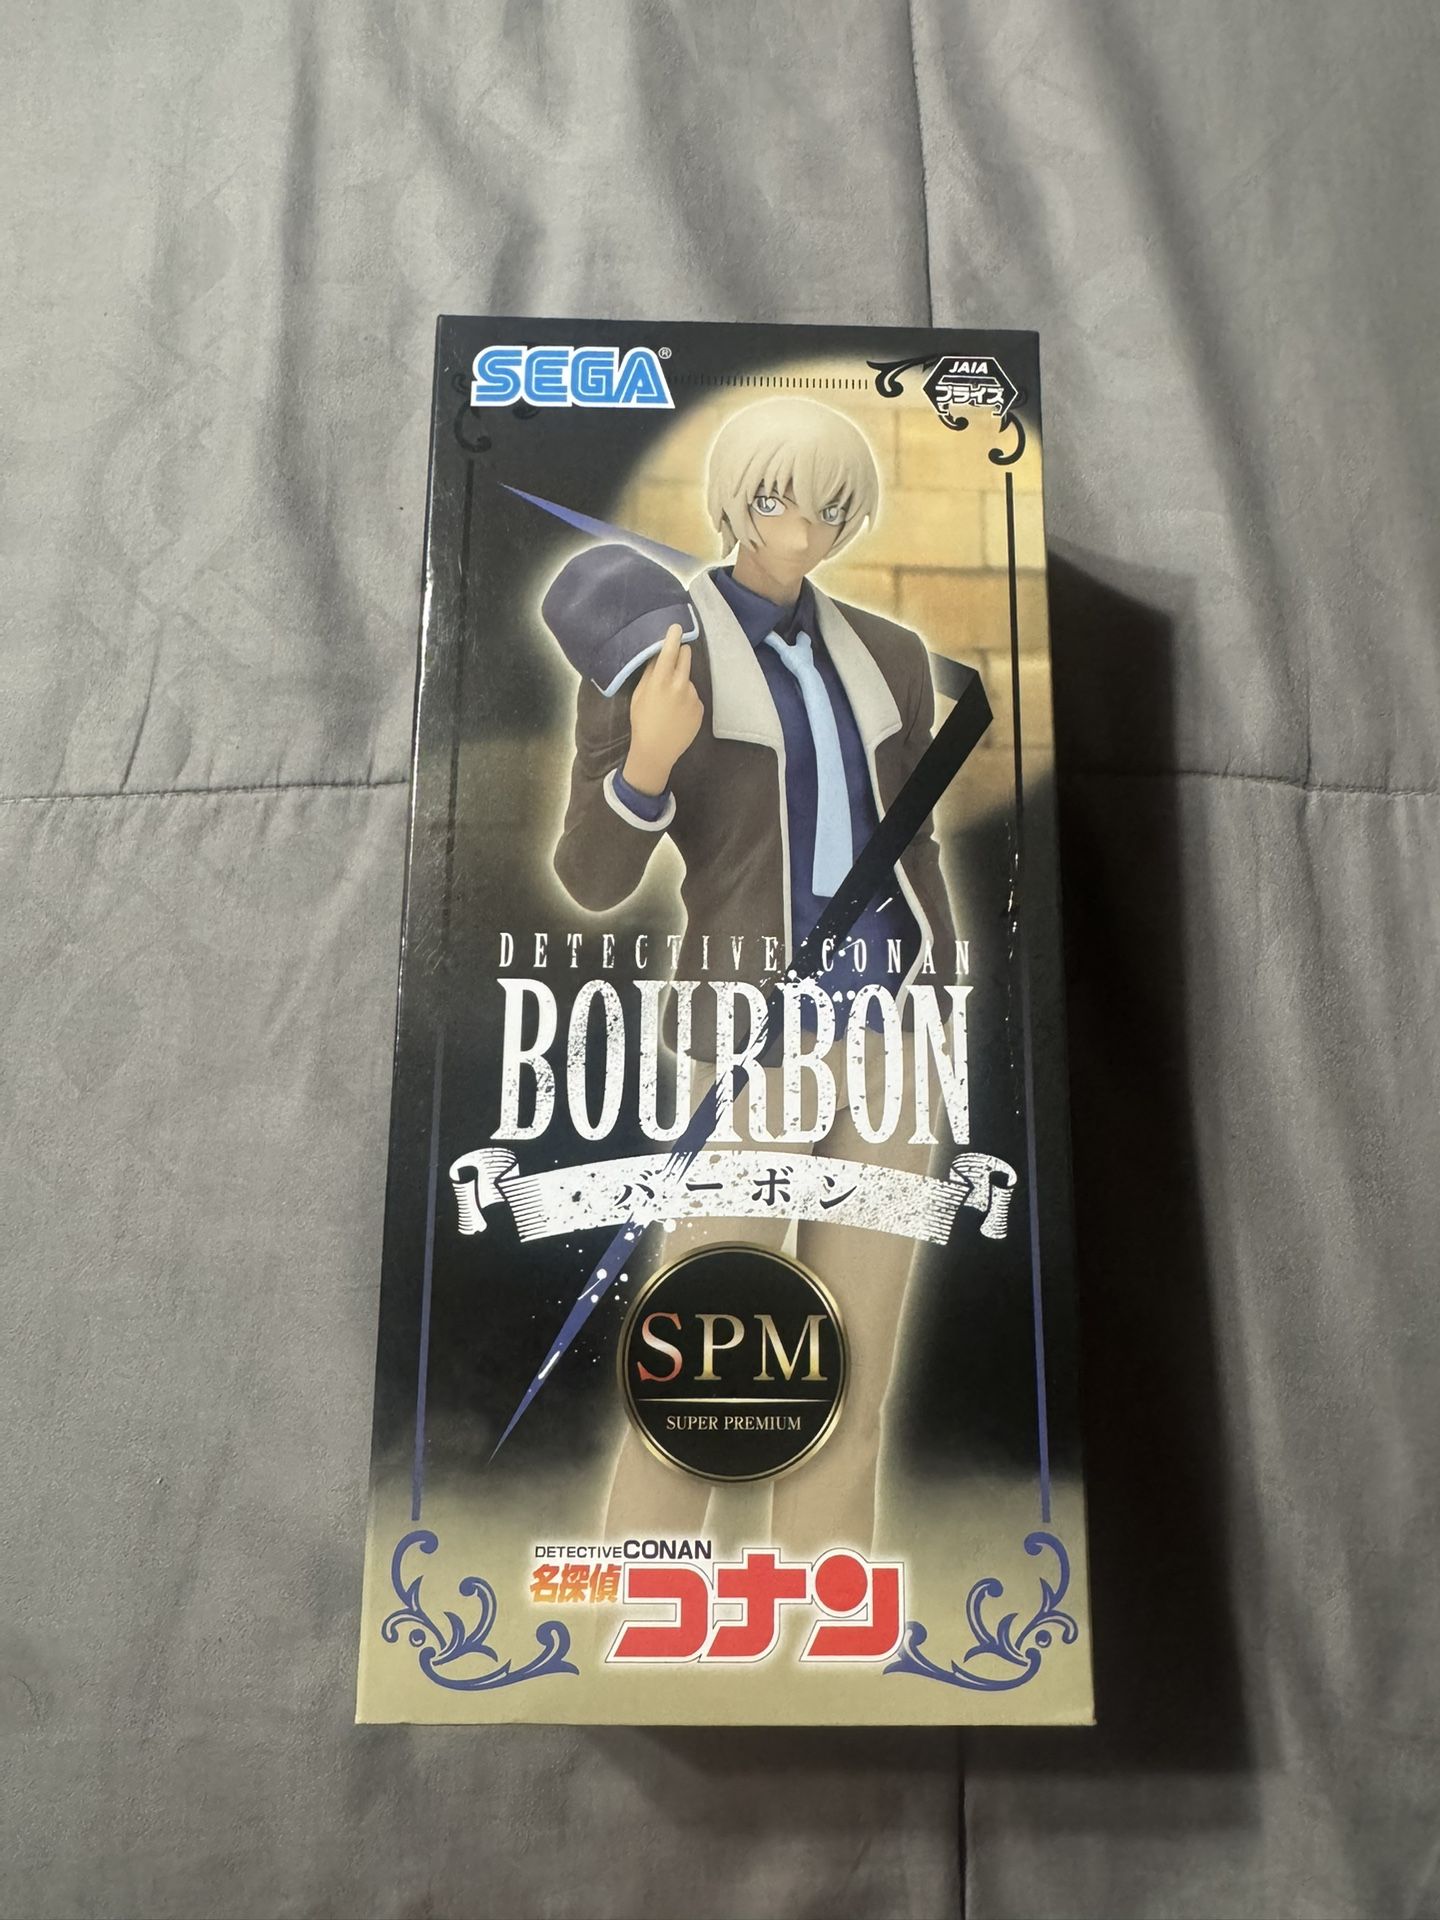 SEGA®
JAIA
プライズ
DETECTIVE CONAN
BOURBON
バーボン
SPM
SUPER PREMIUM
DETECTIVE CONAN
名探偵コナン